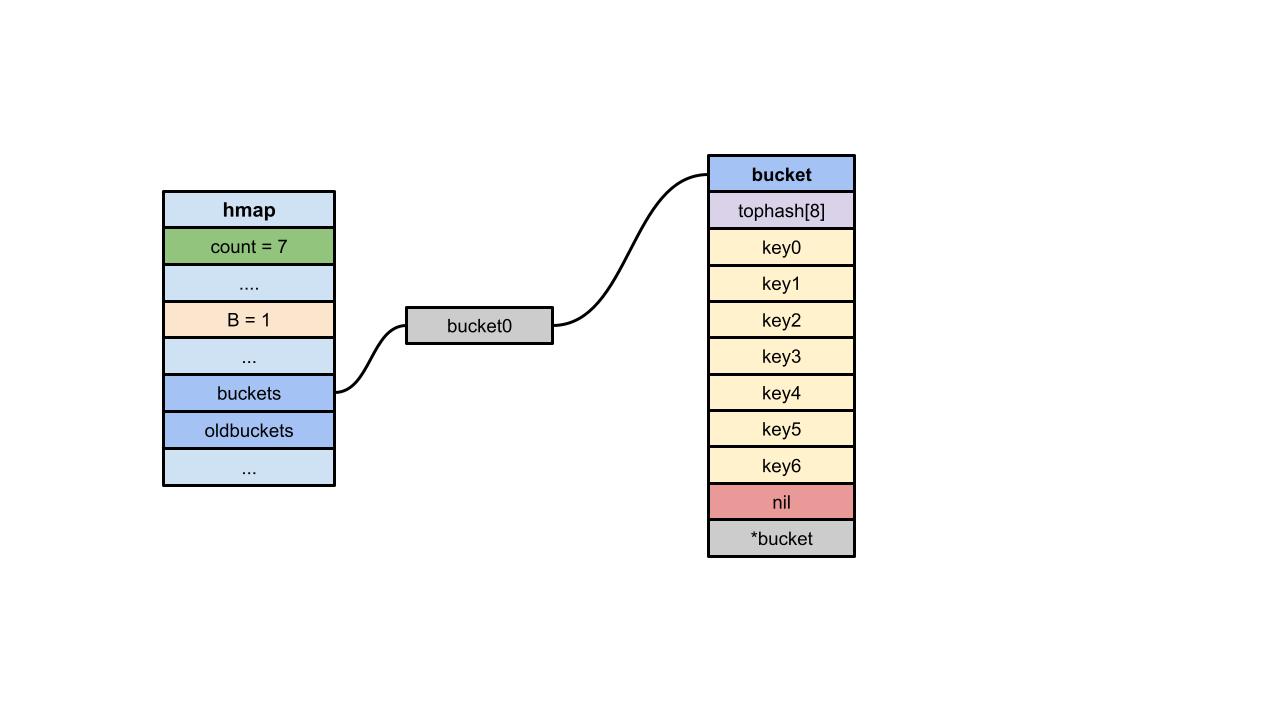 hmap
count = 7
....
B = 1
...
buckets
oldbuckets
...
bucket0
bucket
tophash[8]
key0
key1
key2
key3
key4
key5
key6
nil
*bucket